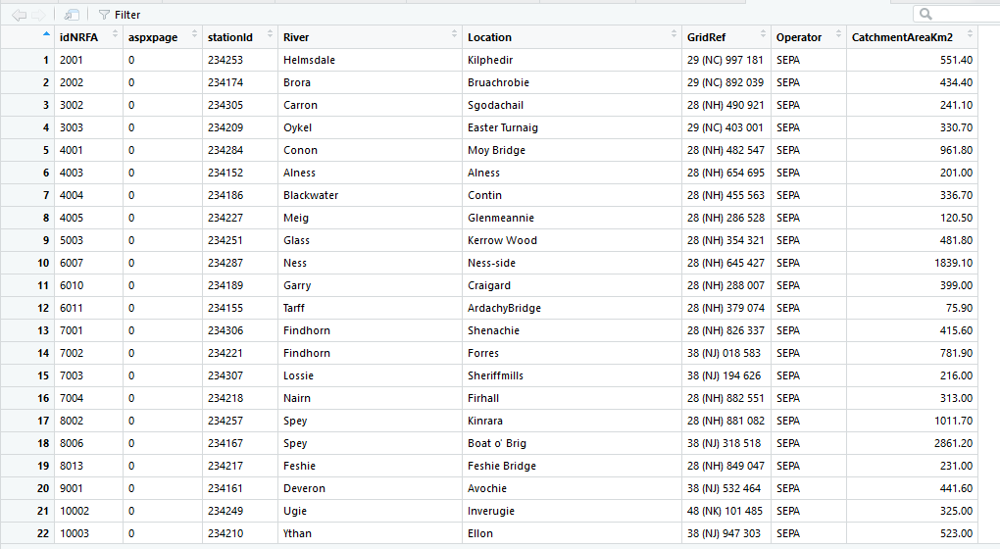 Filter
idNRFA aspxpage stationId River Location GridRef Operator CatchmentAreaKm2
1 2001 0 234253 Helmsdale Kilphedir 29 (NC) 997 181 SEPA 551.40
2 2002 0 234174 Brora Bruachrobie 29 (NC) 892 039 SEPA 434.40
3 3002 0 234305 Carron Sgodachail 28 (NH) 490 921 SEPA 241.10
4 3003 0 234209 Oykel Easter Turnaig 29 (NC) 403 001 SEPA 330.70
5 4001 0 234284 Conon Moy Bridge 28 (NH) 482 547 SEPA 961.80
6 4003 0 234152 Alness Alness 28 (NH) 654 695 SEPA 201.00
7 4004 0 234186 Blackwater Contin 28 (NH) 455 563 SEPA 336.70
8 4005 0 234227 Meig Glenmeannie 28 (NH) 286 528 SEPA 120.50
9 5003 0 234251 Glass Kerrow Wood 28 (NH) 354 321 SEPA 481.80
10 6007 0 234287 Ness Ness-side 28 (NH) 645 427 SEPA 1839.10
11 6010 0 234189 Garry Craigard 28 (NH) 288 007 SEPA 399.00
12 6011 0 234155 Tarff ArdachyBridge 28 (NH) 379 074 SEPA 75.90
13 7001 0 234306 Findhorn Shenachie 28 (NH) 826 337 SEPA 415.60
14 7002 0 234221 Findhorn Forres 38 (NJ) 018 583 SEPA 781.90
15 7003 0 234307 Lossie Sheriffmills 38 (NJ) 194 626 SEPA 216.00
16 7004 0 234218 Nairn Firhall 28 (NH) 882 551 SEPA 313.00
17 8002 0 234257 Spey Kinrara 28 (NH) 881 082 SEPA 1011.70
18 8006 0 234167 Spey Boat o' Brig 38 (NJ) 318 518 SEPA 2861.20
19 8013 0 234217 Feshie Feshie Bridge 28 (NH) 849 047 SEPA 231.00
20 9001 0 234161 Deveron Avochie 38 (NJ) 532 464 SEPA 441.60
21 10002 0 234249 Ugie Inverugie 48 (NK) 101 485 SEPA 325.00
22 10003 0 234210 Ythan Ellon 38 (NJ) 947 303 SEPA 523.00